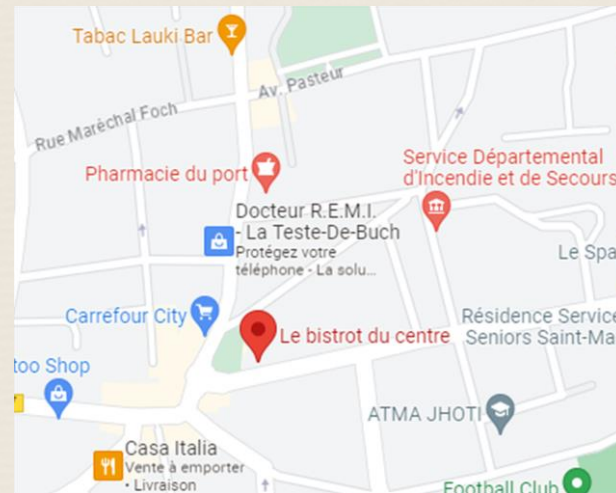 Tabac Lauki Bar
Av. Pasteur
Rue Maréchal Foch
Pharmacie du port
Service Départemental
d'Incendie et de Secours
Docteur R.E.M.I.
- La Teste-De-Buch
Protégez votre
téléphone - La solu...
Le Spa
Carrefour City
Le bistrot du centre
Résidence Service
Seniors Saint-Ma
too Shop
ATMA JHOTI
Casa Italia
Vente à emporter
• Livraison
Football Club